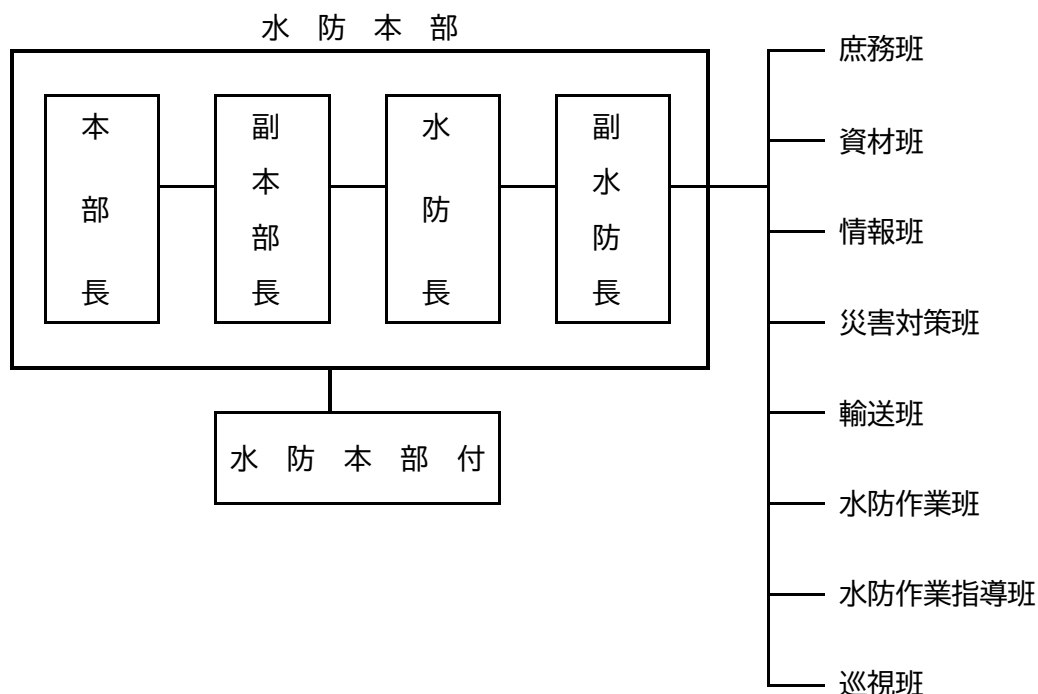 水防本部
本部長
副本部長
水防長
副水防長
水防本部付
庶務班
資材班
情報班
災害対策班
輸送班
水防作業班
水防作業指導班
巡視班